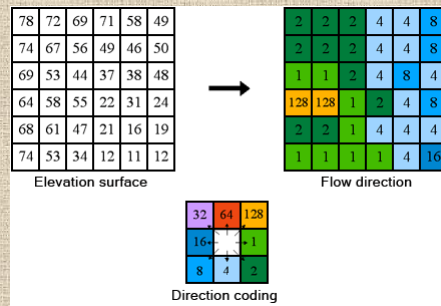 78 72 69 71 58 49 2 2 2 4 4 8
74 67 56 49 46 50 2 2 2 4 4 8
69 53 44 37 38 48 1 1 2 4 8 4
64 58 55 22 31 24 128 128 1 2 4 8
68 61 47 21 16 19 2 2 1 4 4 4
74 53 34 12 11 12 1 1 1 1 4 16
Elevation surface Flow direction
32 64 128
16 1
8 4 2
Direction coding